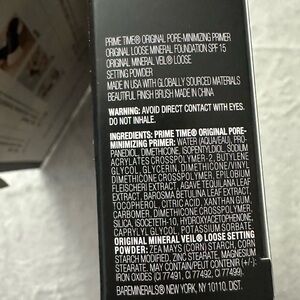 PRIME TIME® ORIGINAL PORE-MINIMIZING PRIMER
ORIGINAL LOOSE MINERAL FOUNDATION SPF 15
ORIGINAL MINERAL VEIL® LOOSE
SETTING POWDER
MADE IN USA WITH GLOBALLY SOURCED MATERIALS
BEAUTIFUL FINISH BRUSH MADE IN CHINA
WARNING: AVOID DIRECT CONTACT WITH EYES.
DO NOT INHALE.
INGREDIENTS: PRIME TIME® ORIGINAL PORE-
MINIMIZING PRIMER: WATER (AQUA/EAU), PRO-
PANEDIOL, DIMETHICONE, ISOPENTYLDIOL, SODIUM
ACRYLATES CROSSPOLYMER-2, BUTYLENE
GLYCOL, GLYCERIN, DIMETHICONE/VINYL
DIMETHICONE CROSSPOLYMER, EPILOBIUM
FLEISCHERI EXTRACT, AGAVE TEQUILANA LEAF
EXTRACT, BAROSMA BETULINA LEAF EXTRACT,
TOCOPHEROL, CITRIC ACID, XANTHAN GUM,
CARBOMER, DIMETHICONE CROSSPOLYMER,
SILICA, ISOCETETH-10, HYDROXYACETOPHENONE,
CAPRYLYL GLYCOL, POTASSIUM SORBATE
ORIGINAL MINERAL VEIL® LOOSE SETTING
POWDER: ZEA MAYS (CORN) STARCH, CORN
STARCH MODIFIED, ZINC STEARATE, MAGNESIUM
STEARATE. MAY CONTAIN/PEUT CONTENIR (+/-):
IRON OXIDES (CI 77491, CI 77492, CI 77499).
BAREMINERALS® NEW YORK, NY 10110, DIST.